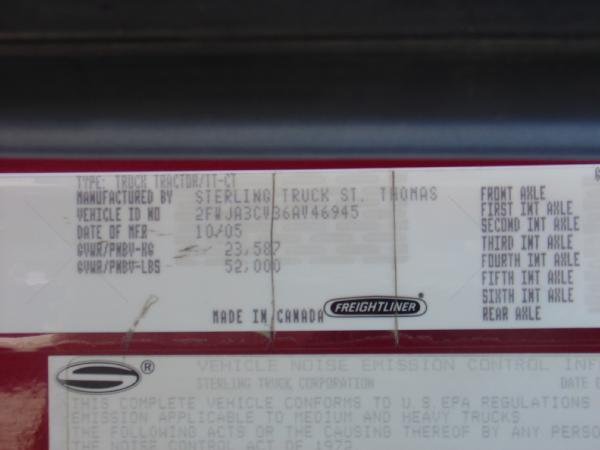 TYPE: TRUCK TRACTOR/TT-CT
MANUFACTURED BY STERLING TRUCK ST. THOMAS
VEHICLE ID NO 2FWJA3CV36AV46945
DATE OF MFR 10/05
GVWR/PNBV-KG 23,587
GVWR/PNBV-LBS 52,000
MADE IN CANADA FREIGHTLINER
FRONT AXLE
FIRST INT AXLE
SECOND INT AXLE
THIRD INT AXLE
FOURTH INT AXLE
FIFTH INT AXLE
SIXTH INT AXLE
REAR AXLE
® VEHICLE NOISE EMISSION CONTROL INF
STERLING TRUCK CORPORATION DATE O
THIS COMPLETE VEHICLE CONFORMS TO U.S.EPA REGULATIONS
EMISSION APPLICABLE TO MEDIUM AND HEAVY TRUCKS
THE FOLLOWING ACTS OR THE CAUSING THEREOF BY ANY PERSO
THE NOISE CONTROL ACT OF 1972